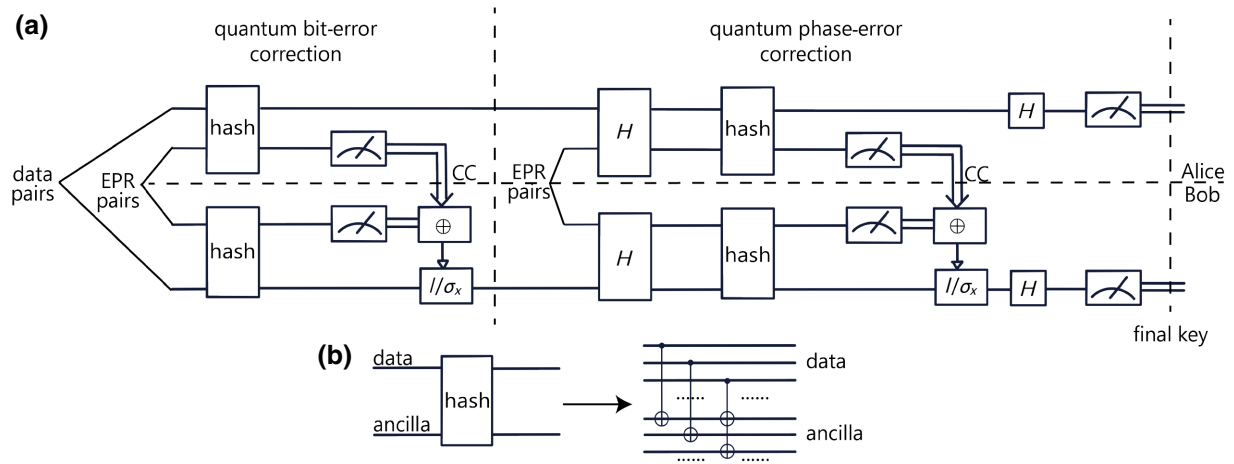 (a)
quantum bit-error
correction
quantum phase-error
correction
hash
H
hash
H
CC
CC
data
pairs
EPR
pairs
EPR
pairs
Alice
Bob
⊕
⊕
hash
H
hash
I/σx
I/σx
H
final key
(b)
data
hash
ancilla
data
......
......
ancilla
......
......